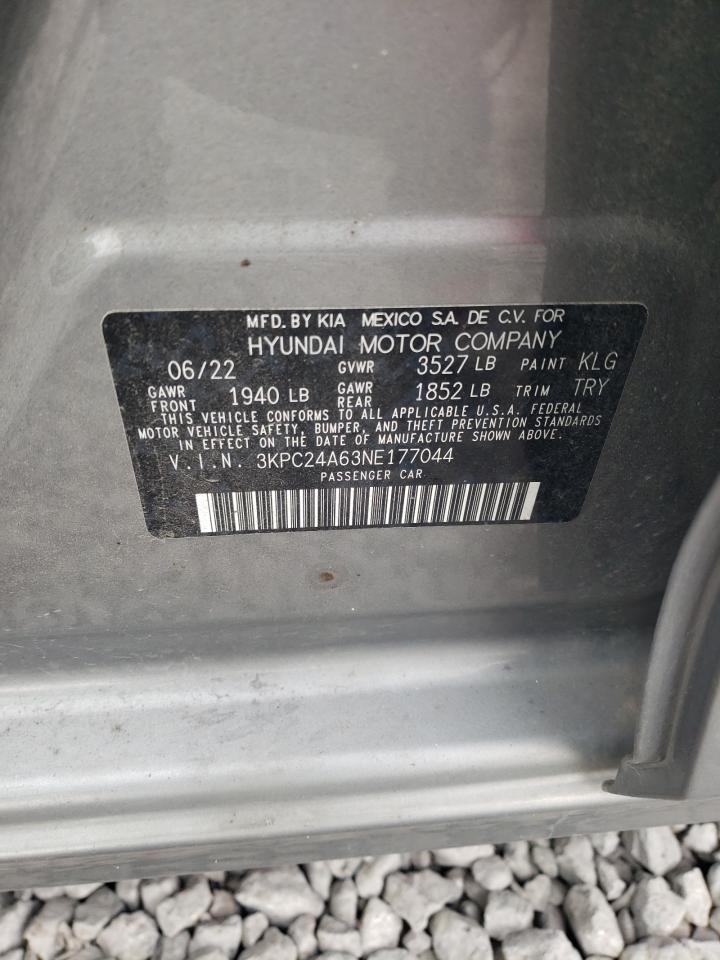 MFD. BY KIA MEXICO S.A. DE C.V. FOR
HYUNDAI MOTOR COMPANY
06/22 GVWR 3527 LB PAINT KLG
GAWR FRONT 1940 LB GAWR REAR 1852 LB TRIM TRY
THIS VEHICLE CONFORMS TO ALL APPLICABLE U.S.A. FEDERAL
MOTOR VEHICLE SAFETY, BUMPER, AND THEFT PREVENTION STANDARDS
IN EFFECT ON THE DATE OF MANUFACTURE SHOWN ABOVE.
V.I.N. 3KPC24A63NE177044
PASSENGER CAR